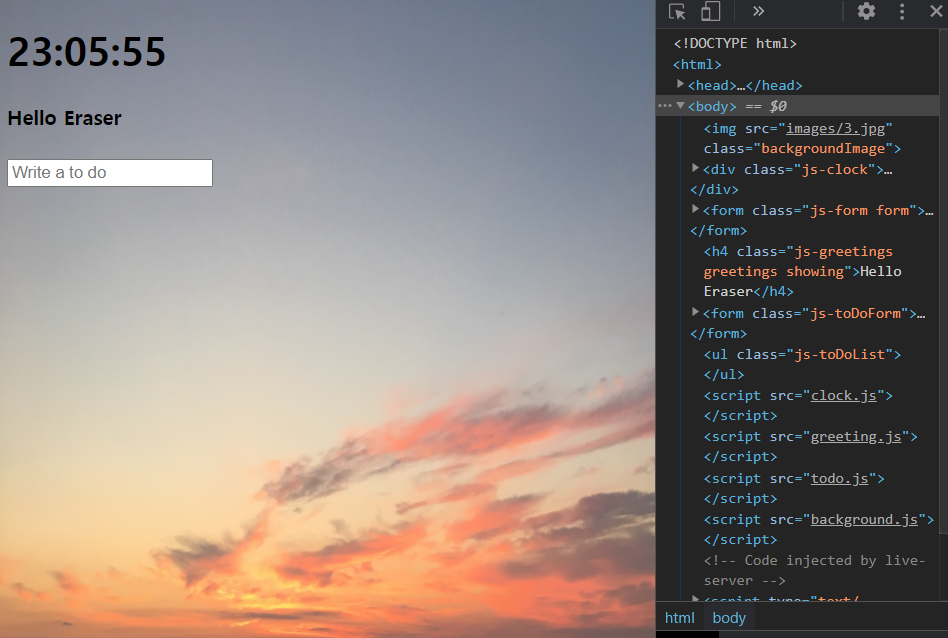 23:05:55
Hello Eraser
Write a to do
<!DOCTYPE html>
<html>
<head>…</head>
<body> == $0
<img src="images/3.jpg"
class="backgroundImage">
<div class="js-clock">…
</div>
<form class="js-form form">…
</form>
<h4 class="js-greetings
greetings showing">Hello
Eraser</h4>
<form class="js-toDoForm">…
</form>
<ul class="js-toDoList">
</ul>
<script src="clock.js">
</script>
<script src="greeting.js">
</script>
<script src="todo.js">
</script>
<script src="background.js">
</script>
<!-- Code injected by live-
server -->
<script type="text/
html body